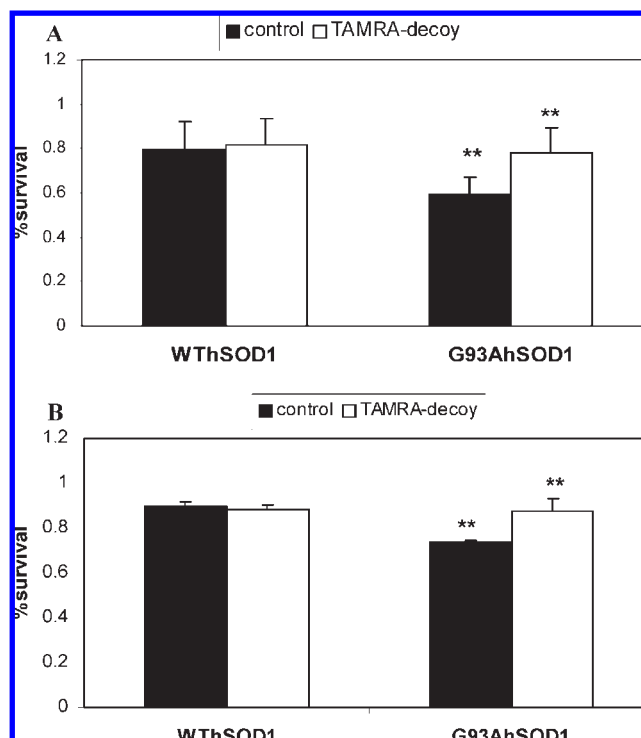 A
control TAMRA-decoy
1.2
1
0.8
0.6
0.4
0.2
0
%survival
** **
WThSOD1 G93AhSOD1
B
control TAMRA-decoy
1.2
1
0.8
0.6
0.4
0.2
0
%survival
** **
WThSOD1 G93AhSOD1